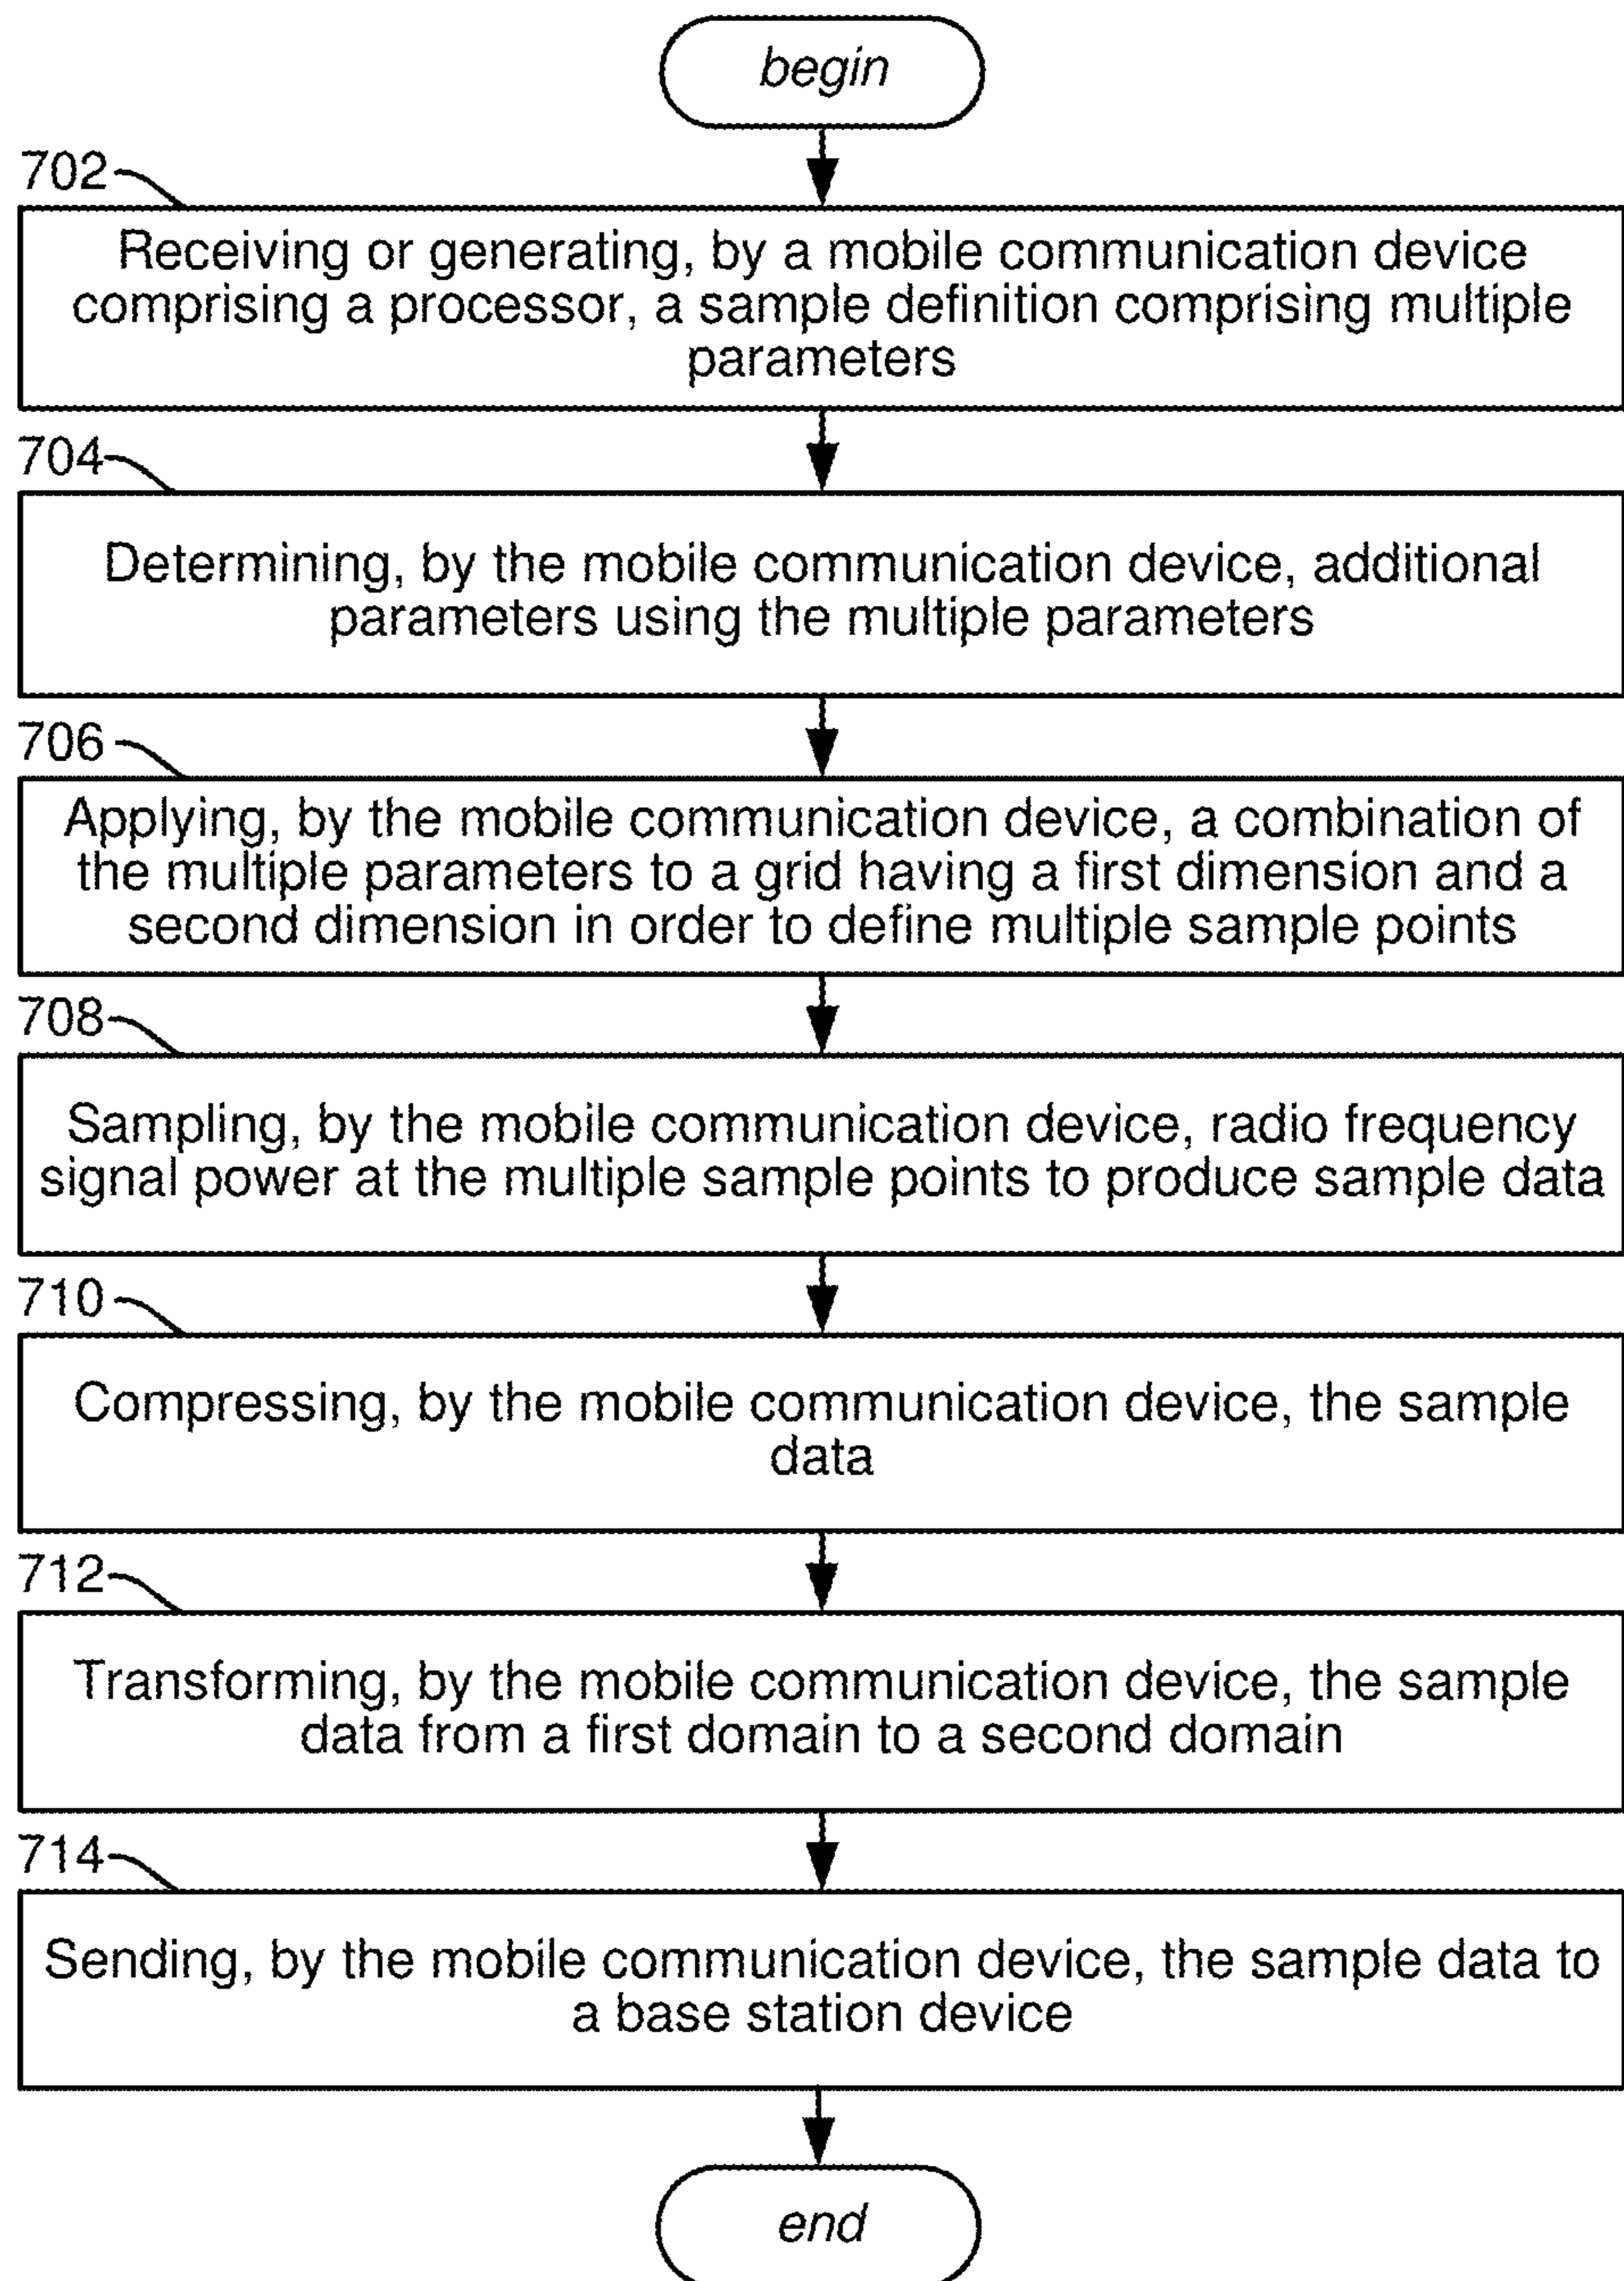 begin
702
Receiving or generating, by a mobile communication device
comprising a processor, a sample definition comprising multiple
parameters
704
Determining, by the mobile communication device, additional
parameters using the multiple parameters
706
Applying, by the mobile communication device, a combination of
the multiple parameters to a grid having a first dimension and a
second dimension in order to define multiple sample points
708
Sampling, by the mobile communication device, radio frequency
signal power at the multiple sample points to produce sample data
710
Compressing, by the mobile communication device, the sample
data
712
Transforming, by the mobile communication device, the sample
data from a first domain to a second domain
714
Sending, by the mobile communication device, the sample data to
a base station device
end